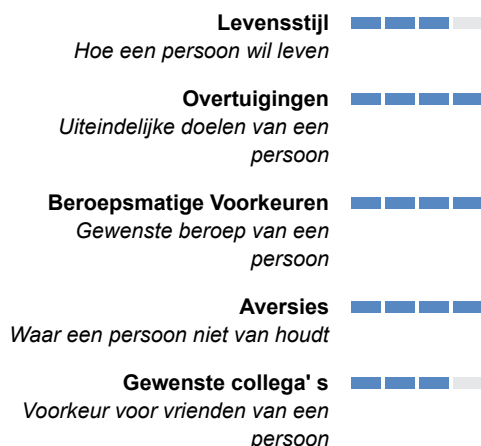 Levensstijl
Hoe een persoon wil leven
Overtuigingen
Uiteindelijke doelen van een
persoon
Beroepsmatige Voorkeuren
Gewenste beroep van een
persoon
Aversies
Waar een persoon niet van houdt
Gewenste collega' s
Voorkeur voor vrienden van een
persoon